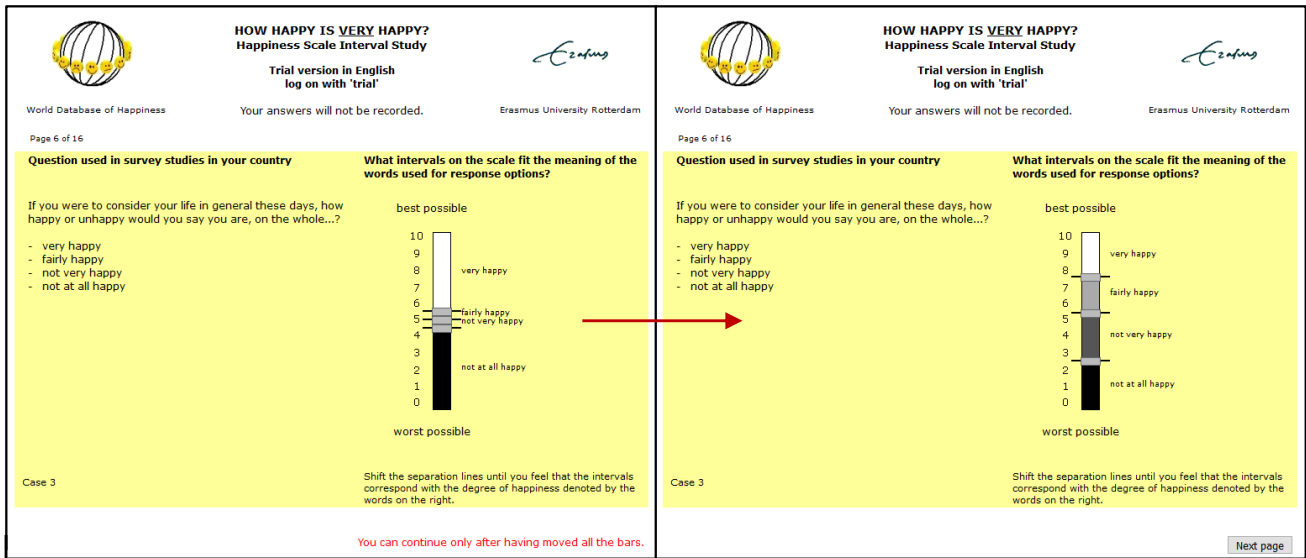 HOW HAPPY IS VERY HAPPY?
Happiness Scale Interval Study
Trial version in English
log on with 'trial'
Erasmus
World Database of Happiness
Your answers will not be recorded.
Erasmus University Rotterdam
Page 6 of 16
Question used in survey studies in your country
If you were to consider your life in general these days, how
happy or unhappy would you say you are, on the whole...?
- very happy
- fairly happy
- not very happy
- not at all happy
Case 3
What intervals on the scale fit the meaning of the
words used for response options?
best possible
10
9
8
7
6
5
4
3
2
1
0
very happy
fairly happy
not very happy
not at all happy
worst possible
Shift the separation lines until you feel that the intervals
correspond with the degree of happiness denoted by the
words on the right.
You can continue only after having moved all the bars.
HOW HAPPY IS VERY HAPPY?
Happiness Scale Interval Study
Trial version in English
log on with 'trial'
Erasmus
World Database of Happiness
Your answers will not be recorded.
Erasmus University Rotterdam
Page 6 of 16
Question used in survey studies in your country
If you were to consider your life in general these days, how
happy or unhappy would you say you are, on the whole...?
- very happy
- fairly happy
- not very happy
- not at all happy
Case 3
What intervals on the scale fit the meaning of the
words used for response options?
best possible
10
9
8
7
6
5
4
3
2
1
0
very happy
fairly happy
not very happy
not at all happy
worst possible
Shift the separation lines until you feel that the intervals
correspond with the degree of happiness denoted by the
words on the right.
Next page